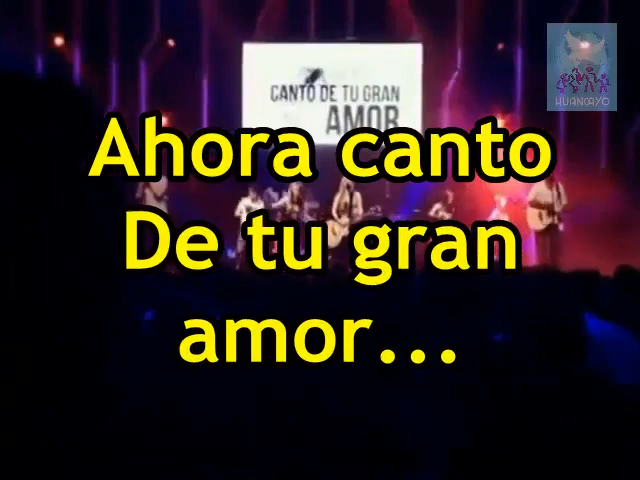 HUANCAYO
CANTO DE TU GRAN
AMOR
Ahora canto
De tu gran
amor...